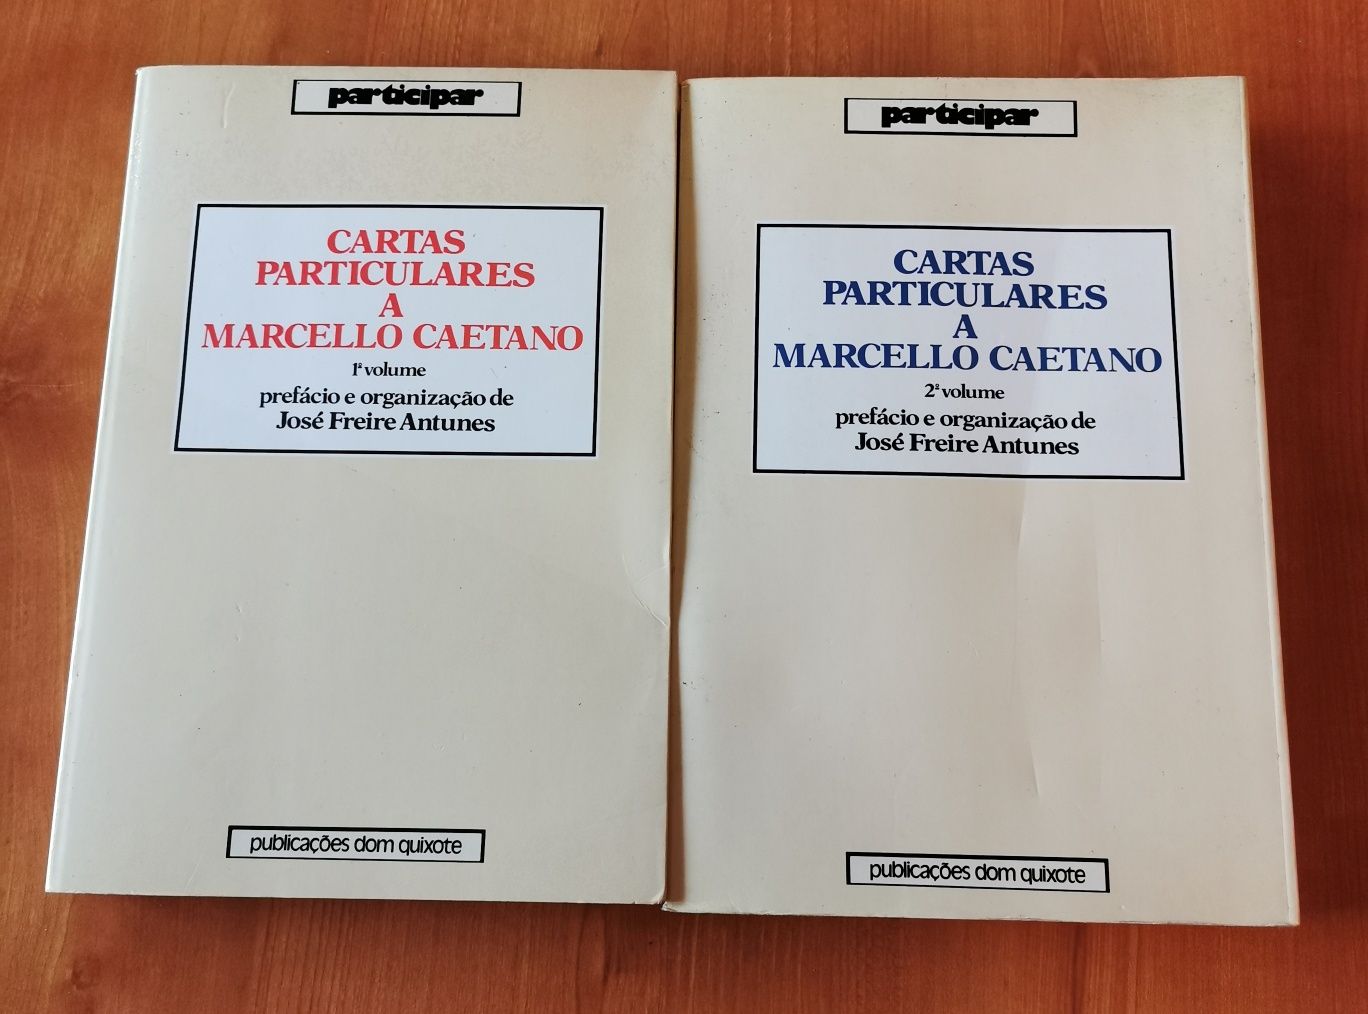 participar
CARTAS
PARTICULARES
A
MARCELLO CAETANO
1º volume
prefácio e organização de
José Freire Antunes
publicações dom quixote
participar
CARTAS
PARTICULARES
A
MARCELLO CAETANO
2º volume
prefácio e organização de
José Freire Antunes
publicações dom quixote